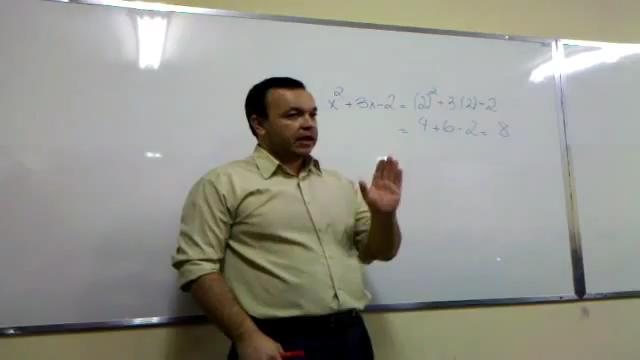 x² + 3x - 2 = (2)² + 3(2) - 2
= 4 + 6 - 2 = 8